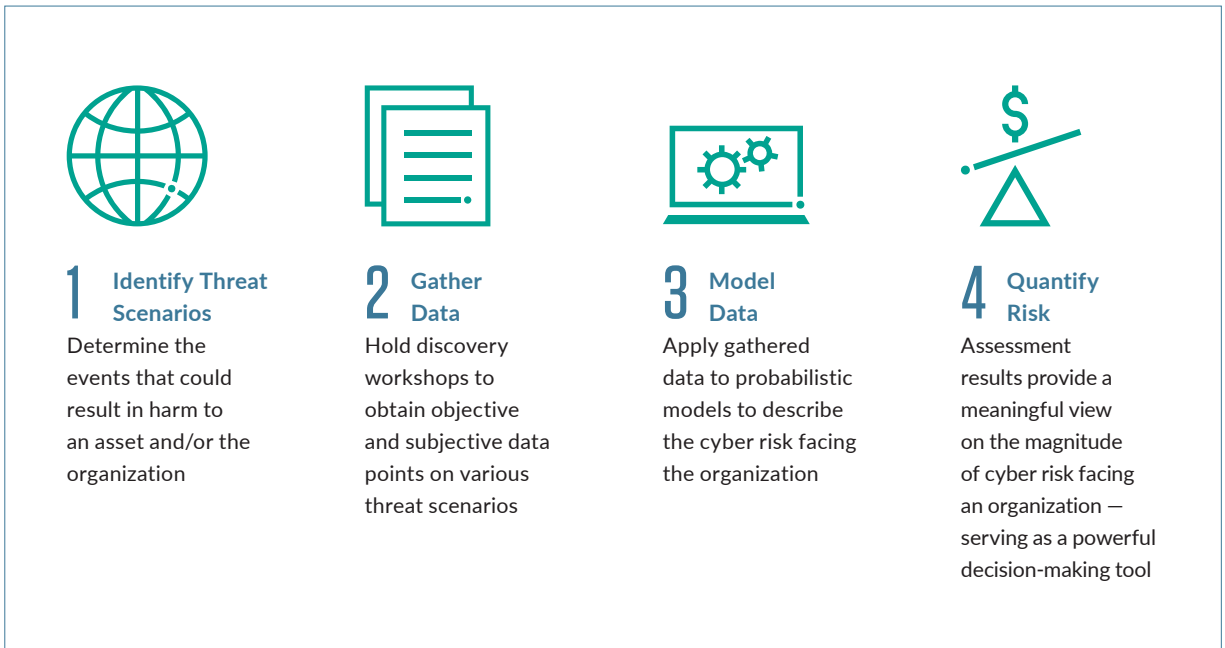 1 Identify Threat
Scenarios
Determine the
events that could
result in harm to
an asset and/or the
organization
2 Gather
Data
Hold discovery
workshops to
obtain objective
and subjective data
points on various
threat scenarios
3 Model
Data
Apply gathered
data to probabilistic
models to describe
the cyber risk facing
the organization
$
4 Quantify
Risk
Assessment
results provide a
meaningful view
on the magnitude
of cyber risk facing
an organization —
serving as a powerful
decision-making tool